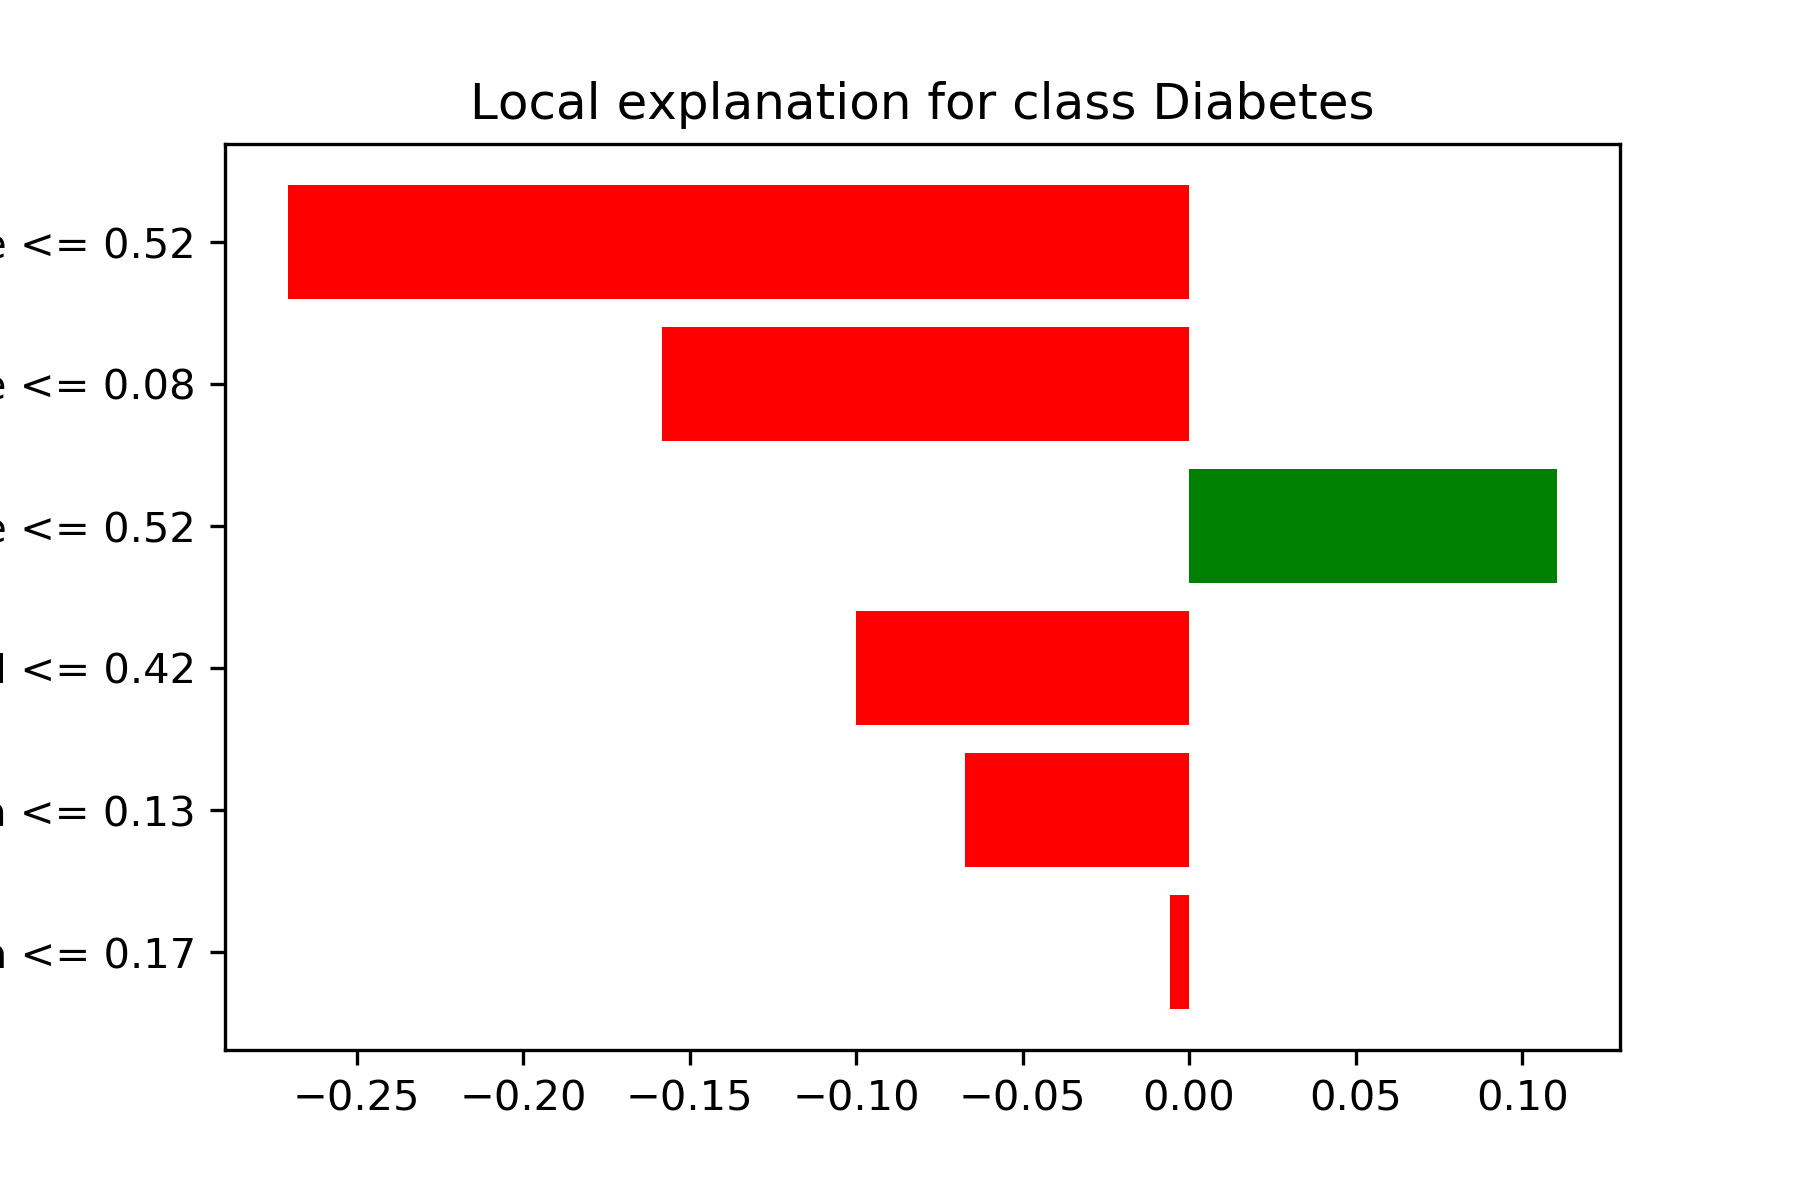 Local explanation for class Diabetes
e <= 0.52
e <= 0.08
e <= 0.52
<= 0.42
<= 0.13
<= 0.17
−0.25 −0.20 −0.15 −0.10 −0.05 0.00 0.05 0.10